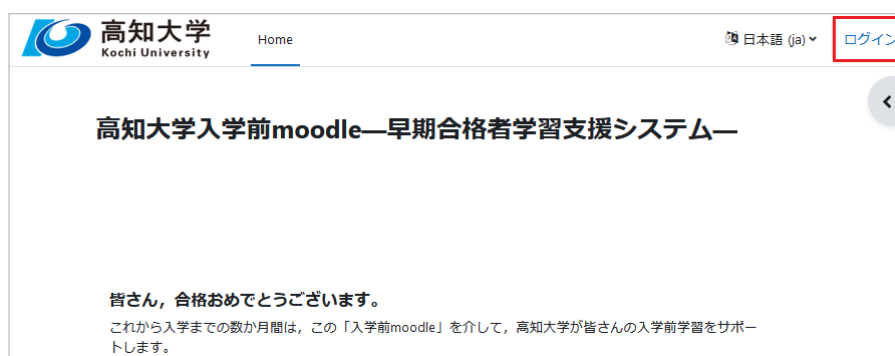 高知大学
Kochi University
Home
日本語 (ja)
ログイン
高知大学入学前moodle―早期合格者学習支援システム―
皆さん，合格おめでとうございます。
これから入学までの数か月間は，この「入学前moodle」を介して，高知大学が皆さんの入学前学習をサポー
トします。